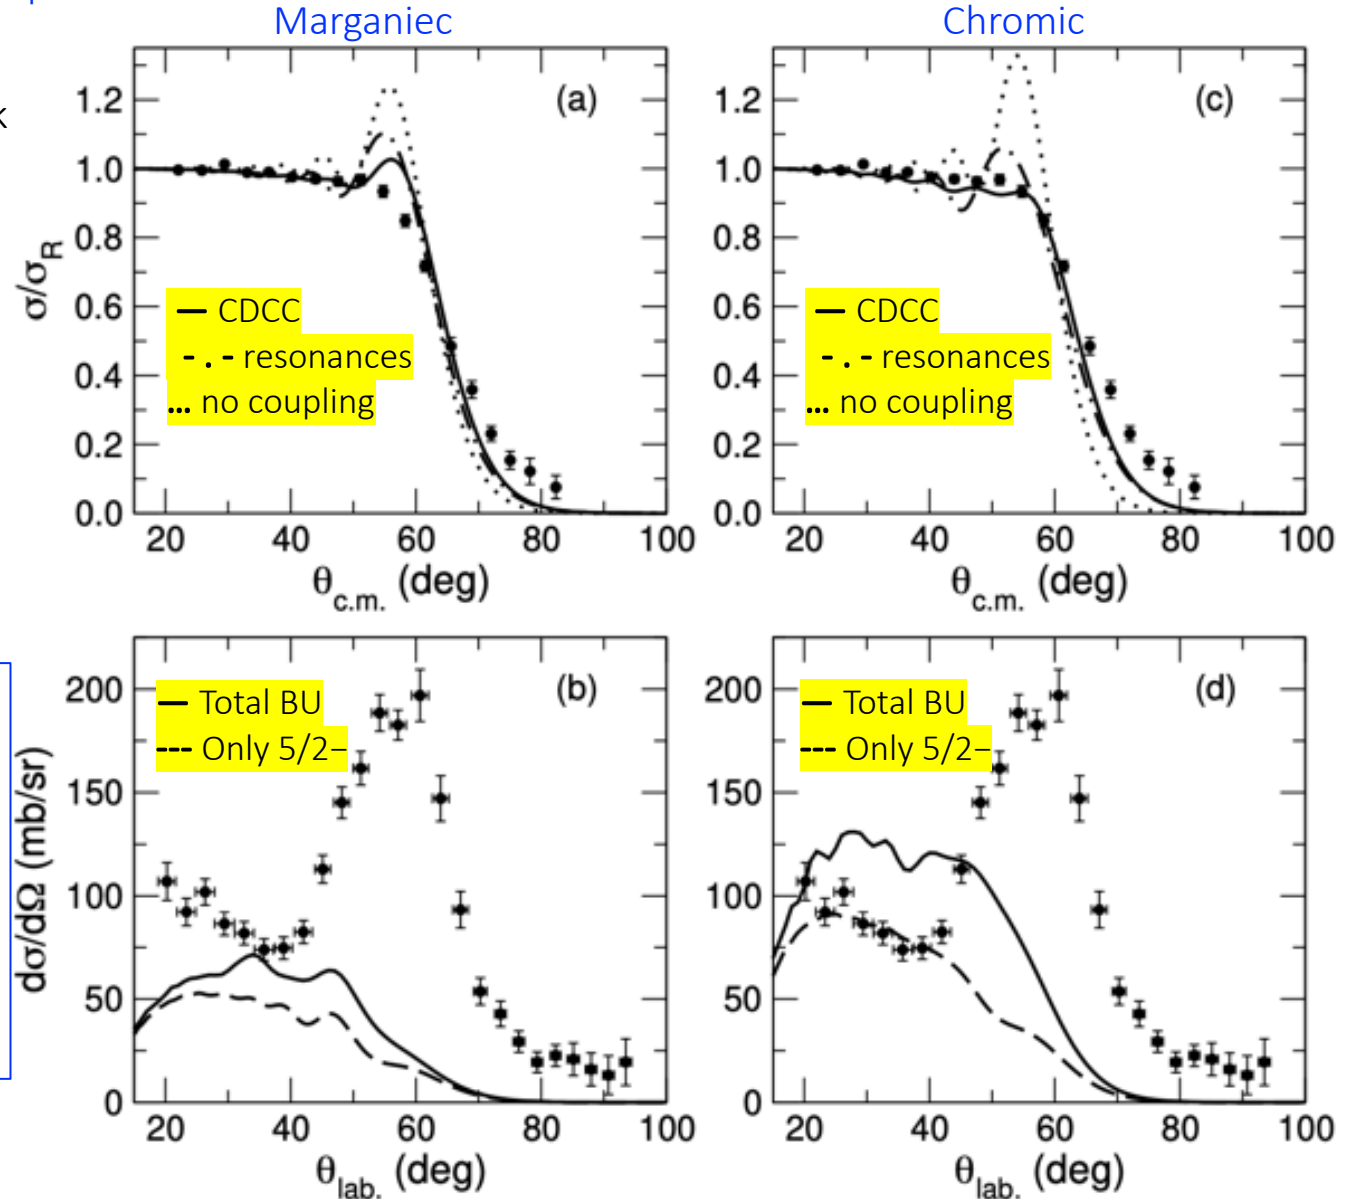 Marganiec
Chromic
(a)
1.2
1.0
0.8
0.6
0.4
0.2
0.0
σ/σR
— CDCC
- . - resonances
... no coupling
20 40 60 80 100
θc.m. (deg)
(c)
1.2
1.0
0.8
0.6
0.4
0.2
0.0
— CDCC
- . - resonances
... no coupling
20 40 60 80 100
θc.m. (deg)
(b)
200
150
100
50
0
dσ/dΩ (mb/sr)
— Total BU
--- Only 5/2−
20 40 60 80 100
θlab. (deg)
(d)
200
150
100
50
0
— Total BU
--- Only 5/2−
20 40 60 80 100
θlab. (deg)